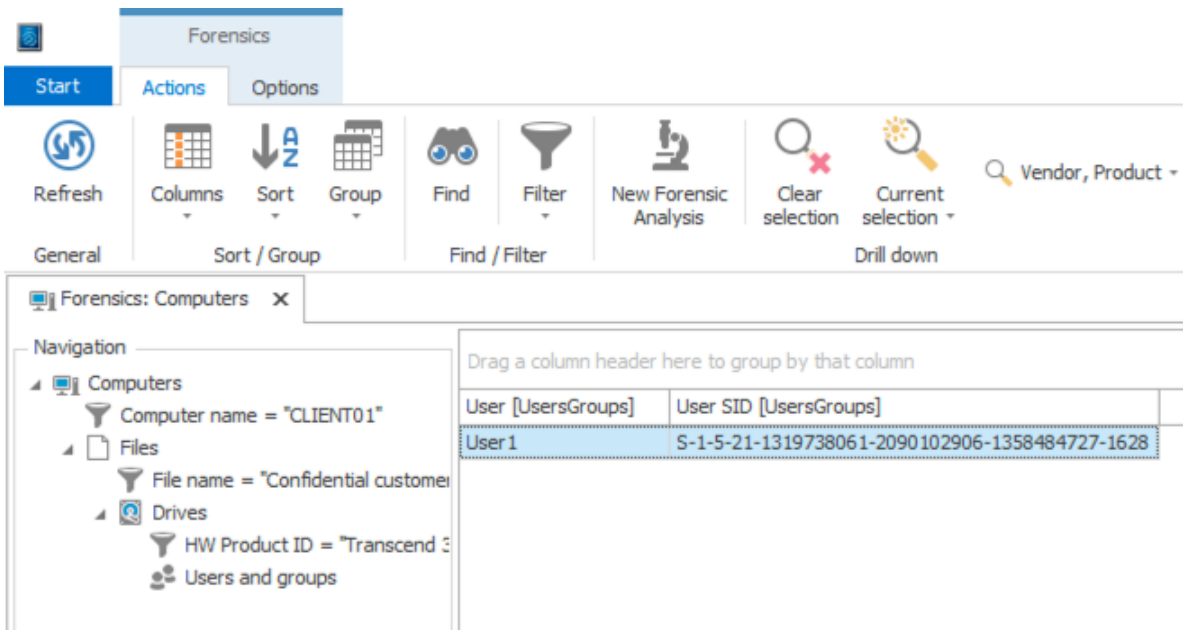 Forensics
Start Actions Options
Refresh Columns Sort Group Find Filter New Forensic Analysis Clear selection Current selection Vendor, Product
General Sort / Group Find / Filter Drill down
Forensics: Computers
Navigation
Drag a column header here to group by that column
Computers
Computer name = "CLIENT01"
User [UsersGroups] User SID [UsersGroups]
User1 S-1-5-21-1319738061-2090102906-1358484727-1628
Files
File name = "Confidential customer
Drives
HW Product ID = "Transcend 3
Users and groups